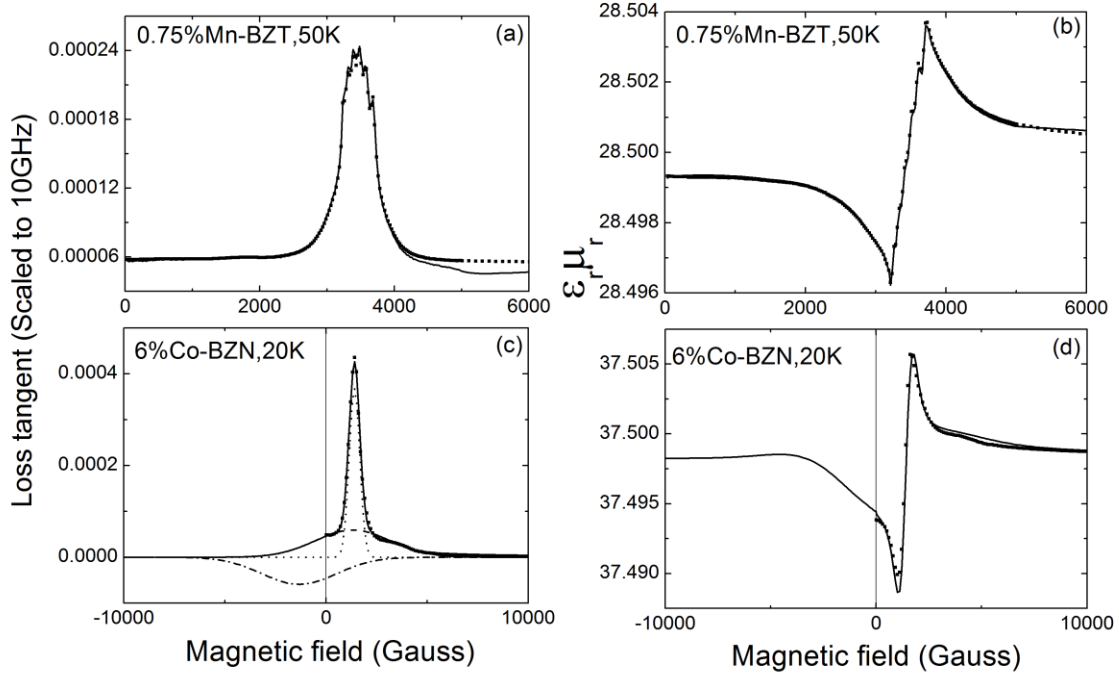 Loss tangent (Scaled to 10GHz)
0.75%Mn-BZT,50K
(a)
0.00024
0.00018
0.00012
0.00006
0
2000
4000
6000
εrμr
0.75%Mn-BZT,50K
(b)
28.504
28.502
28.500
28.498
28.496
0
2000
4000
6000
6%Co-BZN,20K
(c)
0.0004
0.0002
0.0000
-10000
0
10000
Magnetic field (Gauss)
6%Co-BZN,20K
(d)
37.505
37.500
37.495
37.490
-10000
0
10000
Magnetic field (Gauss)